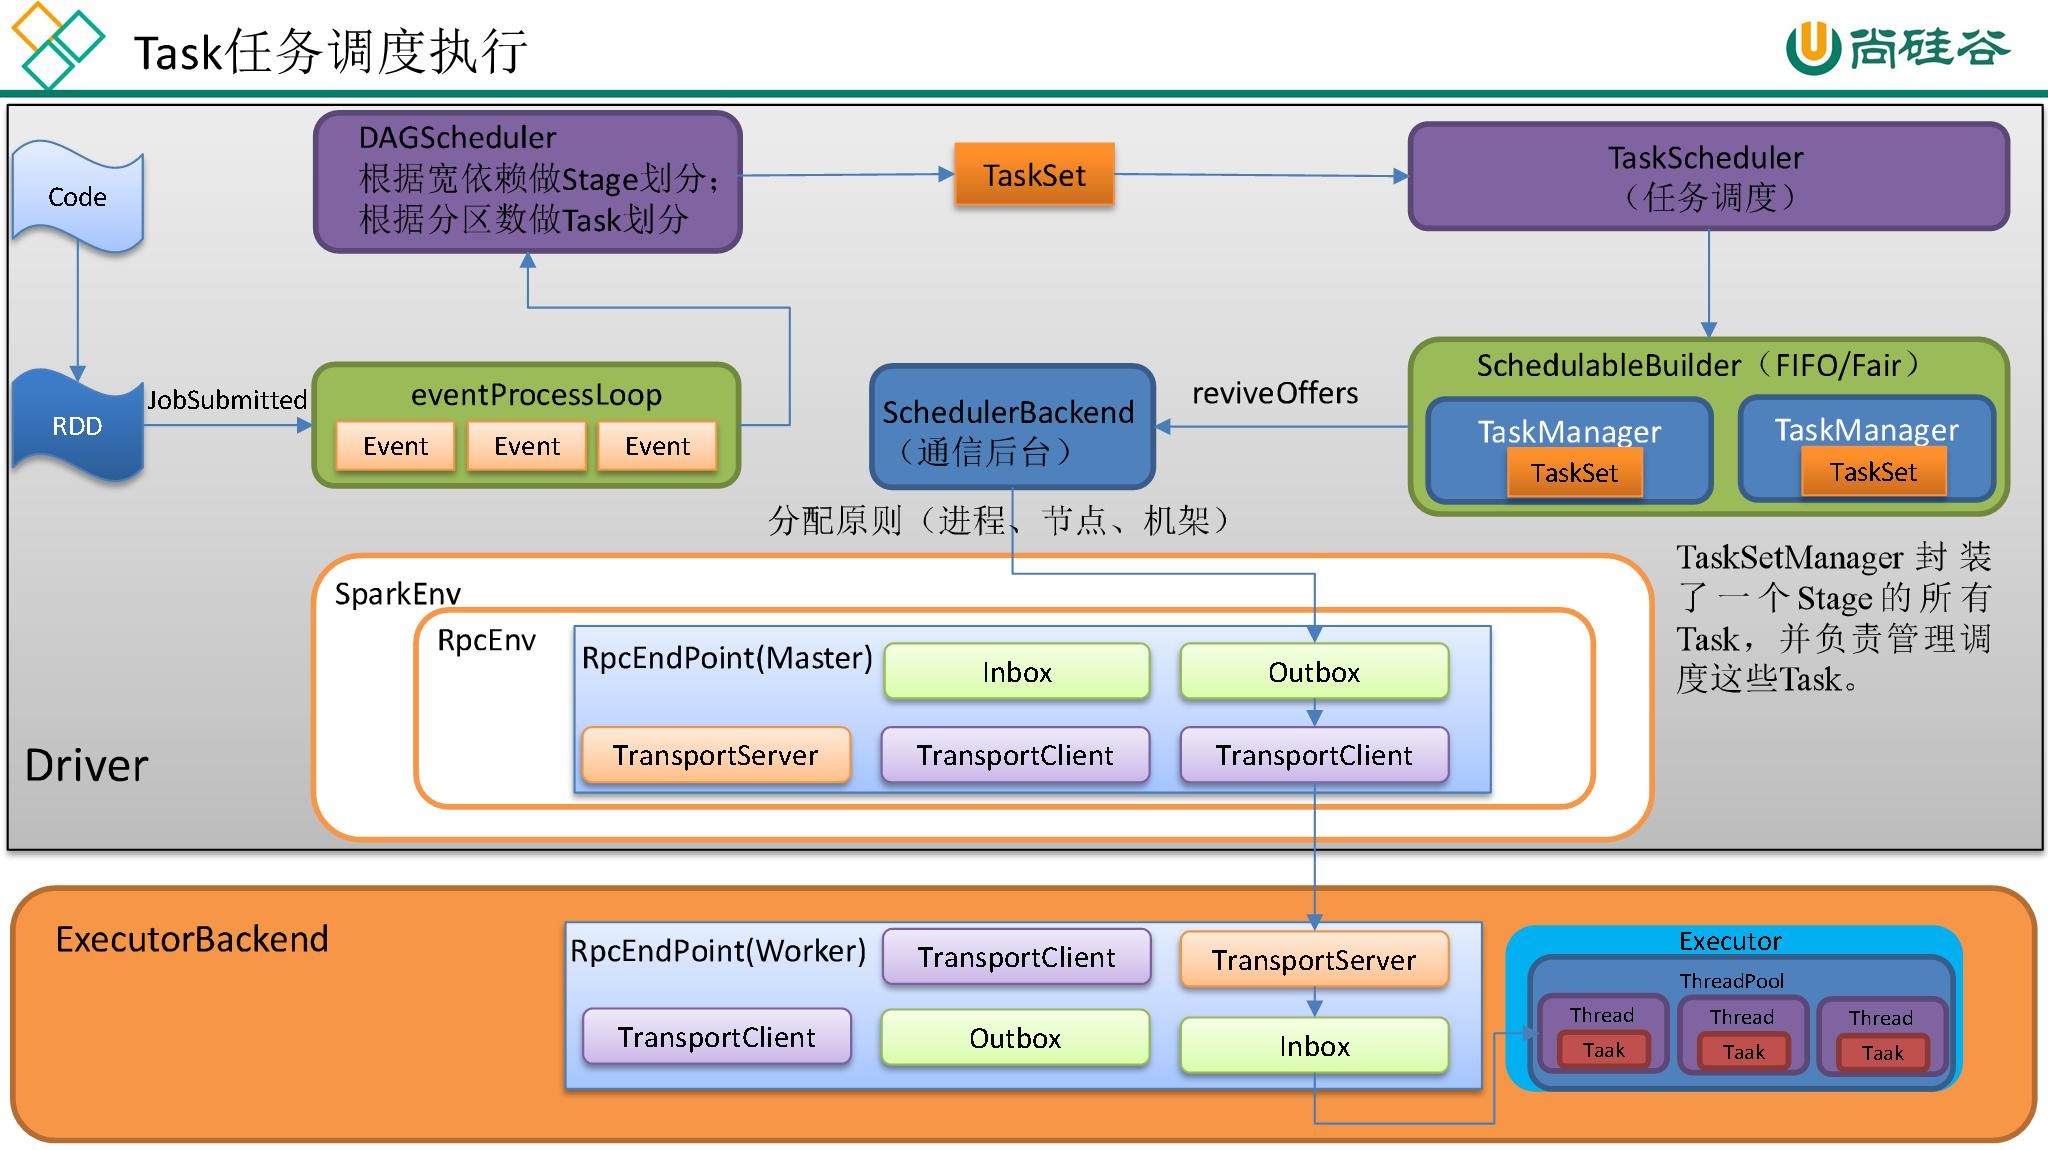 Task任务调度执行
尚硅谷
Code
DAGScheduler
根据宽依赖做Stage划分；
根据分区数做Task划分
TaskSet
TaskScheduler
（任务调度）
RDD
JobSubmitted
eventProcessLoop
Event
Event
Event
SchedulerBackend
（通信后台）
reviveOffers
SchedulableBuilder（FIFO/Fair）
TaskManager
TaskSet
TaskManager
TaskSet
分配原则（进程、节点、机架）
TaskSetManager封装
了一个Stage的所有
Task，并负责管理调
度这些Task。
SparkEnv
RpcEnv
RpcEndPoint(Master)
Inbox
Outbox
TransportServer
TransportClient
TransportClient
Driver
ExecutorBackend
RpcEndPoint(Worker)
TransportClient
TransportServer
TransportClient
Outbox
Inbox
Executor
ThreadPool
Thread
Taak
Thread
Taak
Thread
Taak